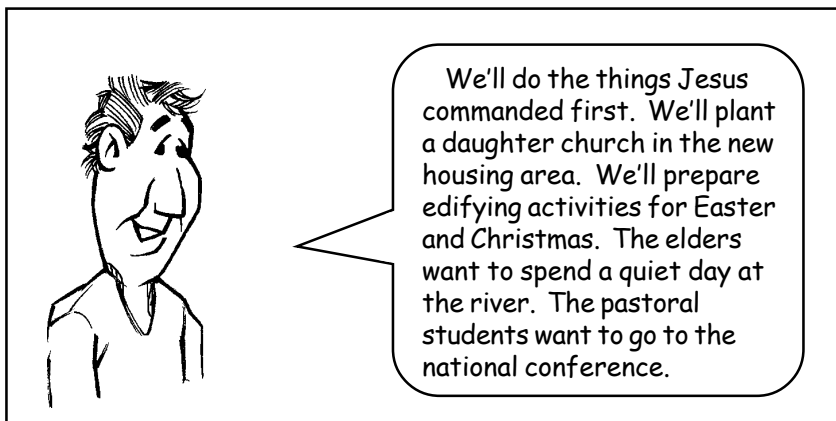 We'll do the things Jesus
commanded first. We'll plant
a daughter church in the new
housing area. We'll prepare
edifying activities for Easter
and Christmas. The elders
want to spend a quiet day at
the river. The pastoral
students want to go to the
national conference.